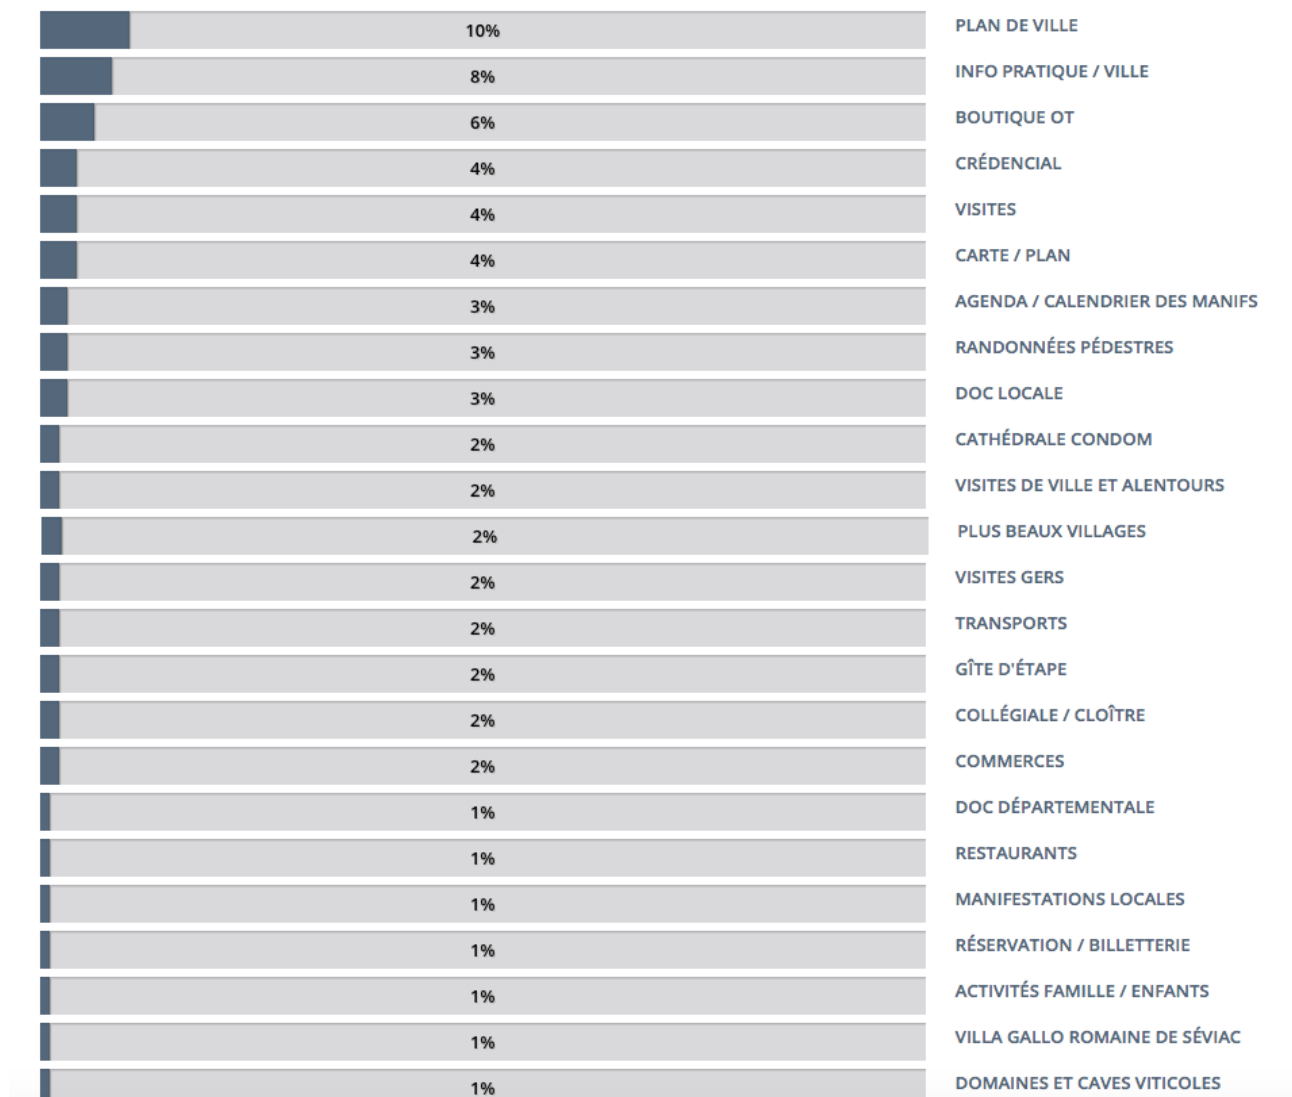 10% PLAN DE VILLE
8% INFO PRATIQUE / VILLE
6% BOUTIQUE OT
4% CRÉDENCIAL
4% VISITES
4% CARTE / PLAN
3% AGENDA / CALENDRIER DES MANIFS
3% RANDONNÉES PÉDESTRES
3% DOC LOCALE
2% CATHÉDRALE CONDOM
2% VISITES DE VILLE ET ALENTOURS
2% PLUS BEAUX VILLAGES
2% VISITES GERS
2% TRANSPORTS
2% GÎTE D'ÉTAPE
2% COLLÉGIALE / CLOÎTRE
2% COMMERCES
1% DOC DÉPARTEMENTALE
1% RESTAURANTS
1% MANIFESTATIONS LOCALES
1% RÉSERVATION / BILLETTERIE
1% ACTIVITÉS FAMILLE / ENFANTS
1% VILLA GALLO ROMAINE DE SÉVIAC
1% DOMAINES ET CAVES VITICOLES